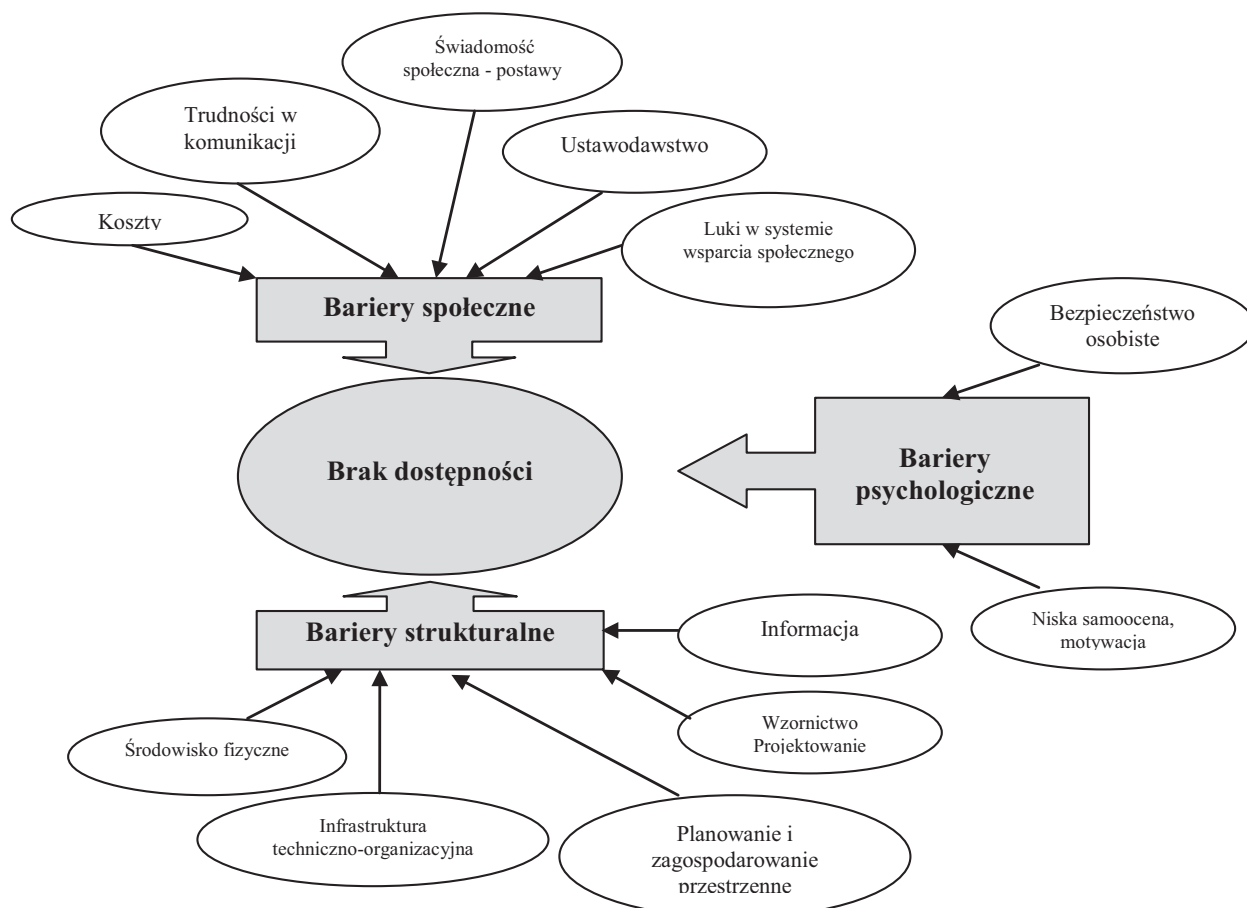 Świadomość
społeczna - postawy
Trudności w
komunikacji
Ustawodawstwo
Koszty
Luki w systemie
wsparcia społecznego
Bariery społeczne
Bezpieczeństwo
osobiste
Brak dostępności
Bariery
psychologiczne
Bariery strukturalne
Informacja
Niska samoocena,
motywacja
Środowisko fizyczne
Wzornictwo
Projektowanie
Infrastruktura
techniczno-organizacyjna
Planowanie i
zagospodarowanie
przestrzenne